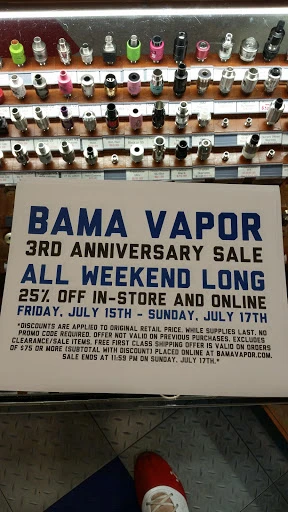 BAMA VAPOR
3RD ANNIVERSARY SALE
ALL WEEKEND LONG
25% OFF IN-STORE AND ONLINE
FRIDAY, JULY 15TH - SUNDAY, JULY 17TH
*DISCOUNTS ARE APPLIED TO ORIGINAL RETAIL PRICE. WHILE SUPPLIES LAST. NO
PROMO CODE REQUIRED. OFFER NOT VALID ON PREVIOUS PURCHASES. EXCLUDES
CLEARANCE/SALE ITEMS. FREE FIRST CLASS SHIPPING OFFER IS VALID ON ORDERS
OF $75 OR MORE (SUBTOTAL WITH DISCOUNT) PLACED ONLINE AT BAMAVAPOR.COM.
SALE ENDS AT 11:59 PM ON SUNDAY, JULY 17TH.*